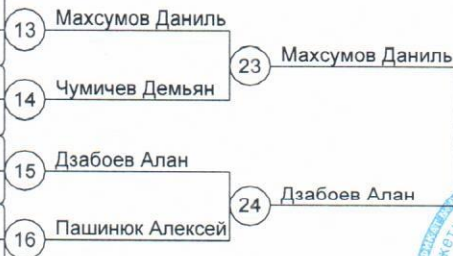 13 Махсумов Даниль
23 Махсумов Даниль
14 Чумичев Демьян
15 Дзабоев Алан
24 Дзабоев Алан
16 Пашинюк Алексей